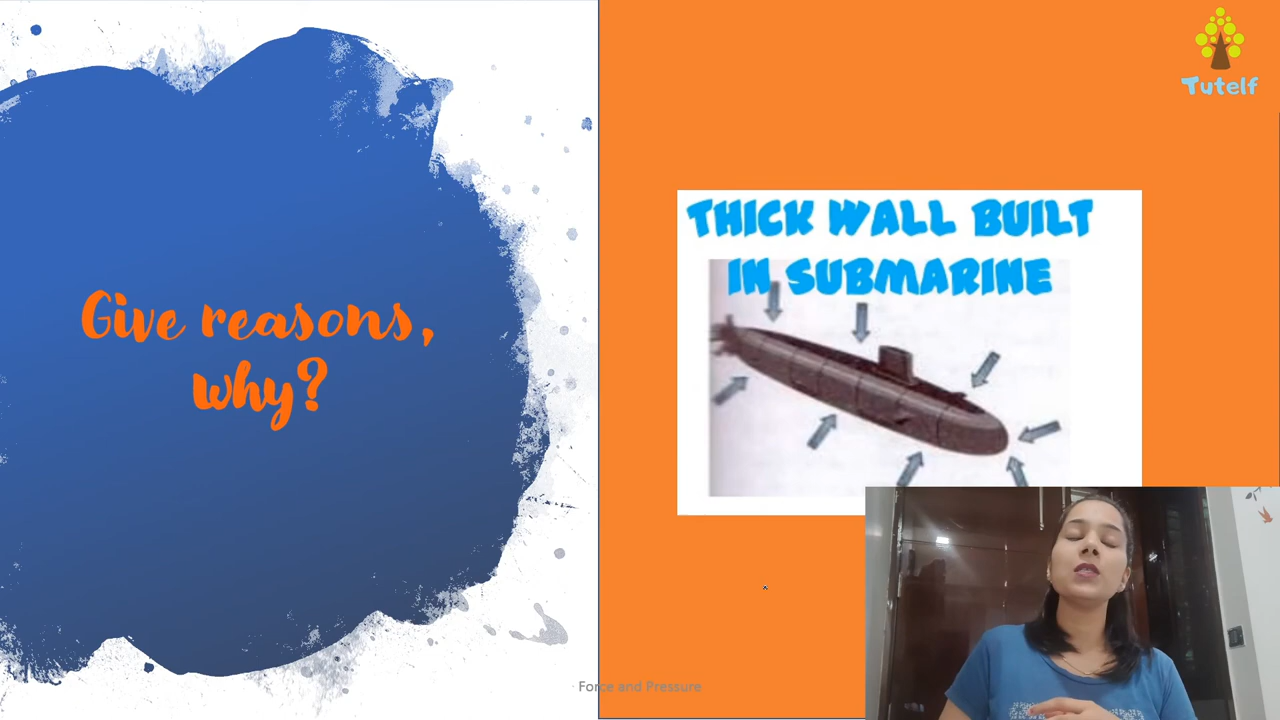 Give reasons,
why?
Tutelf
THICK WALL BUILT
IN SUBMARINE
Force and Pressure